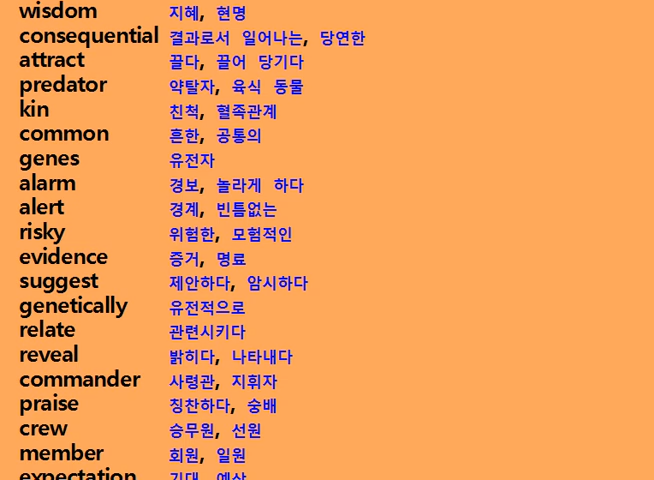 wisdom 지혜, 현명
consequential 결과로서 일어나는, 당연한
attract 끌다, 끌어 당기다
predator 약탈자, 육식 동물
kin 친척, 혈족관계
common 흔한, 공통의
genes 유전자
alarm 경보, 놀라게 하다
alert 경계, 빈틈없는
risky 위험한, 모험적인
evidence 증거, 명료
suggest 제안하다, 암시하다
genetically 유전적으로
relate 관련시키다
reveal 밝히다, 나타내다
commander 사령관, 지휘자
praise 칭찬하다, 숭배
crew 승무원, 선원
member 회원, 일원
expectation 기대, 예상